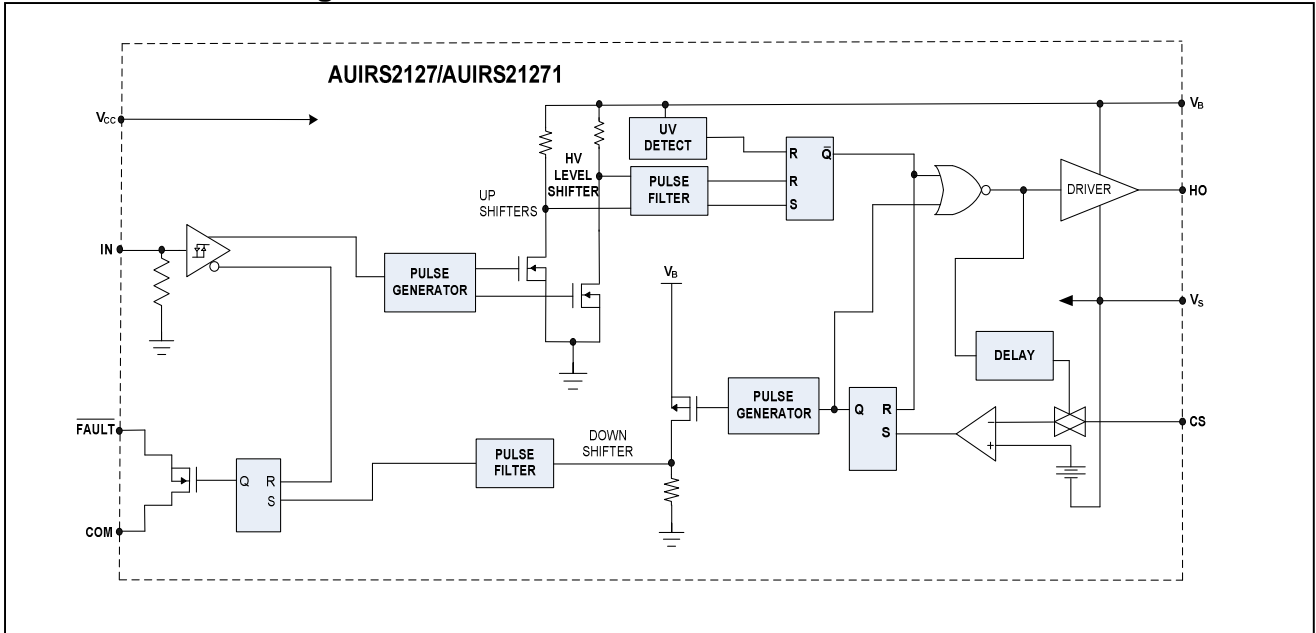 AUIRS2127/AUIRS21271
VCC
VB
UV
DETECT
R
Q̅
HV
LEVEL
SHIFTER
PULSE
FILTER
R
S
UP
SHIFTERS
DRIVER
HO
IN
PULSE
GENERATOR
VB
VS
DELAY
PULSE
GENERATOR
Q
R
S
–
+
CS
FAULT
DOWN
SHIFTER
PULSE
FILTER
Q
R
S
COM